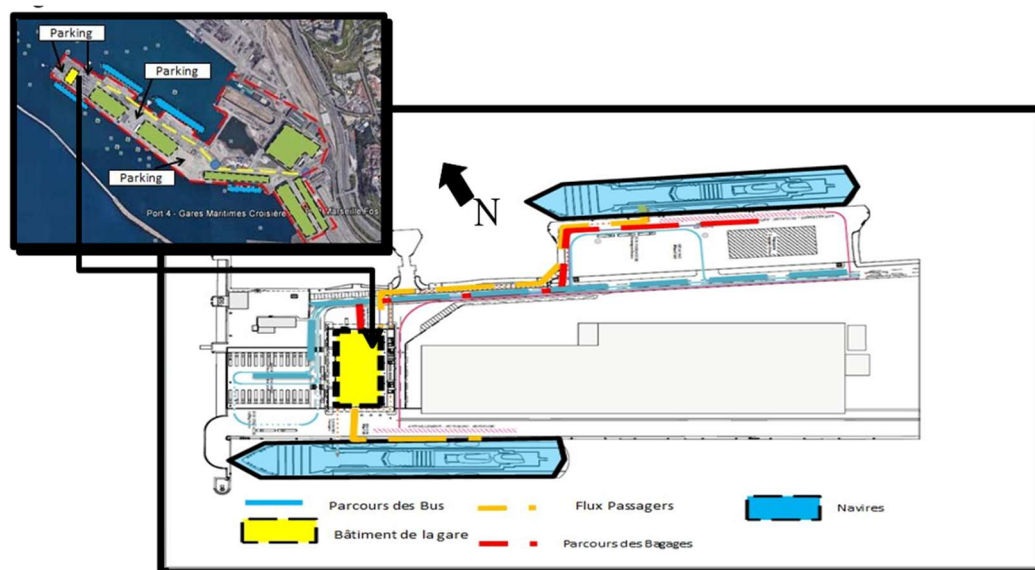 Parking
Parking
Parking
Port 4 - Gares Maritimes Croisière
Marseille Fos
N
Parcours des Bus
Flux Passagers
Navires
Bâtiment de la gare
Parcours des Bagages